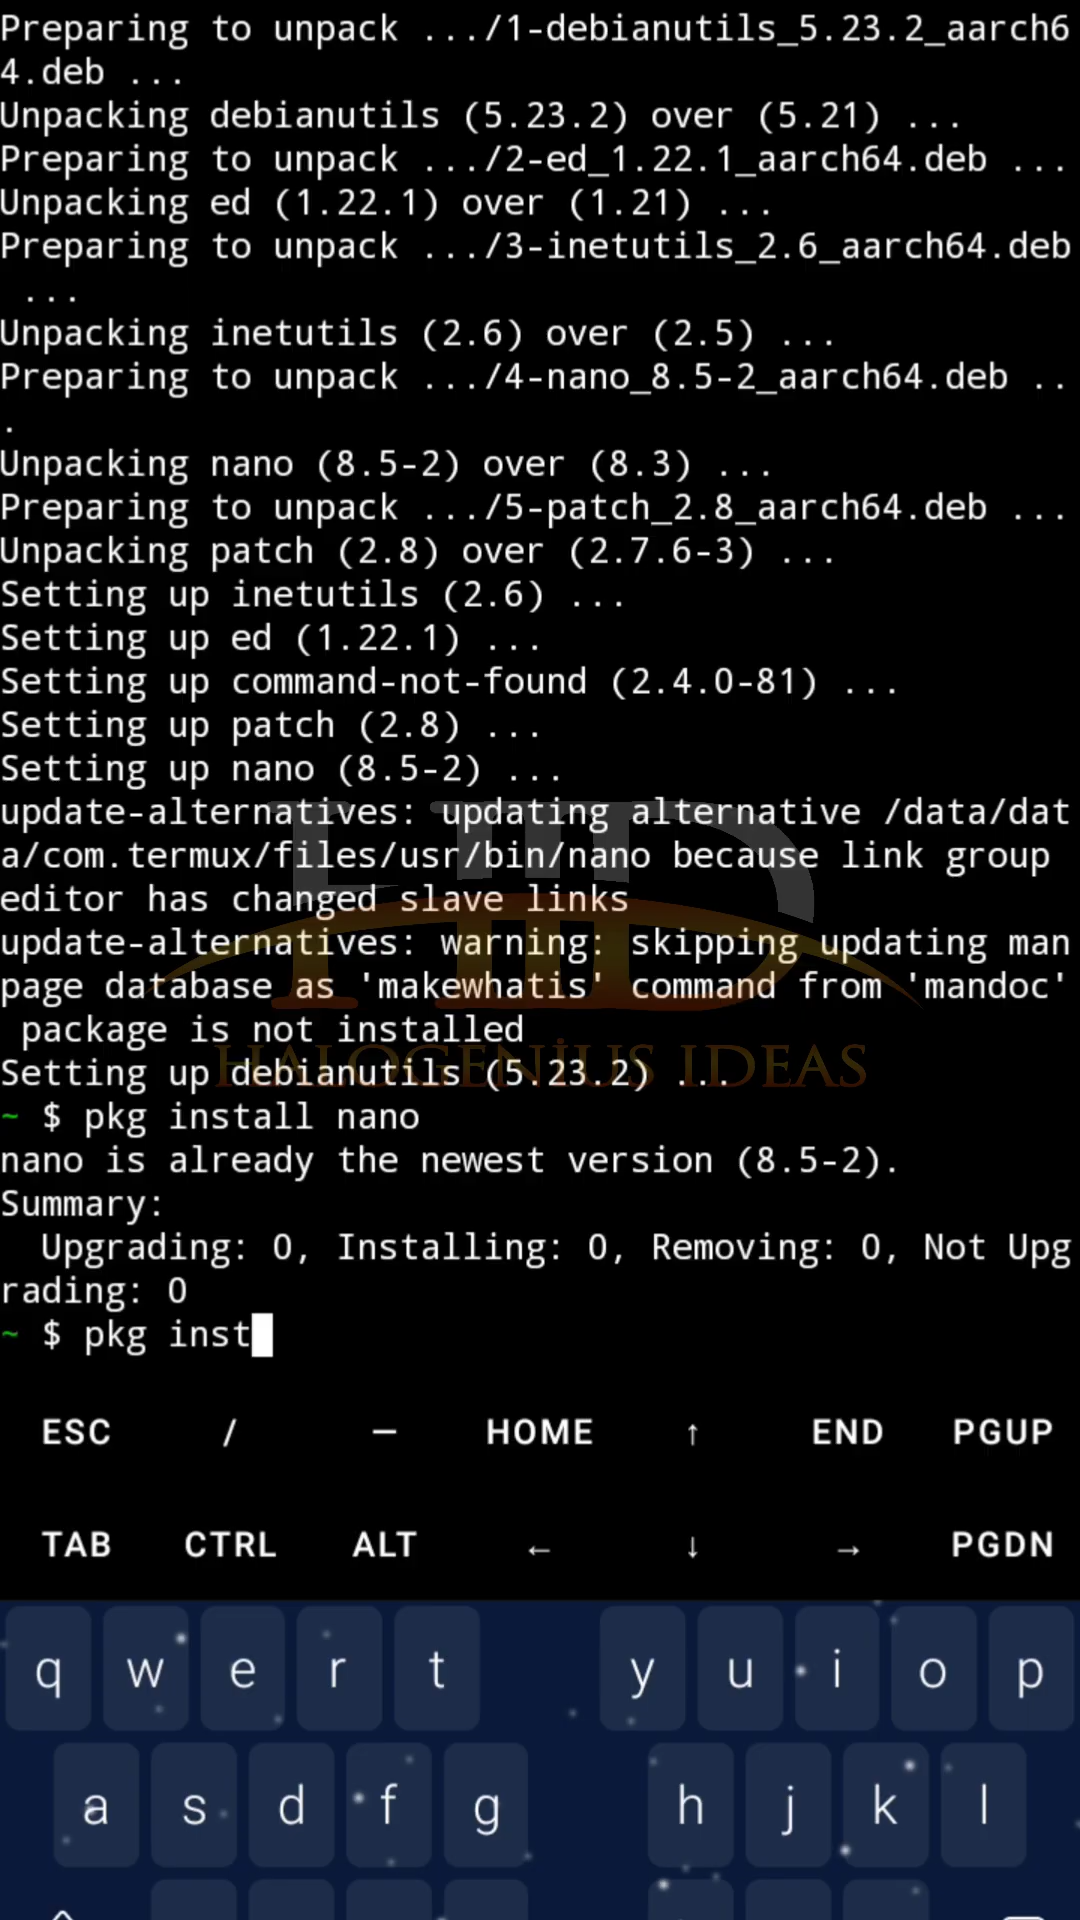 Preparing to unpack .../1-debianutils_5.23.2_aarch6
4.deb ...
Unpacking debianutils (5.23.2) over (5.21) ...
Preparing to unpack .../2-ed_1.22.1_aarch64.deb ...
Unpacking ed (1.22.1) over (1.21) ...
Preparing to unpack .../3-inetutils_2.6_aarch64.deb
 ...
Unpacking inetutils (2.6) over (2.5) ...
Preparing to unpack .../4-nano_8.5-2_aarch64.deb ..
.
Unpacking nano (8.5-2) over (8.3) ...
Preparing to unpack .../5-patch_2.8_aarch64.deb ...
Unpacking patch (2.8) over (2.7.6-3) ...
Setting up inetutils (2.6) ...
Setting up ed (1.22.1) ...
Setting up command-not-found (2.4.0-81) ...
Setting up patch (2.8) ...
Setting up nano (8.5-2) ...
update-alternatives: updating alternative /data/dat
a/com.termux/files/usr/bin/nano because link group
editor has changed slave links
update-alternatives: warning: skipping updating man
page database as 'makewhatis' command from 'mandoc'
 package is not installed
HALOGENiUS IDEAS
Setting up debianutils (5.23.2) ...
~ $ pkg install nano
nano is already the newest version (8.5-2).
Summary:
  Upgrading: 0, Installing: 0, Removing: 0, Not Upg
rading: 0
~ $ pkg inst
ESC / — HOME ↑ END PGUP
TAB CTRL ALT ← ↓ → PGDN
q w e r t y u i o p
a s d f g h j k l